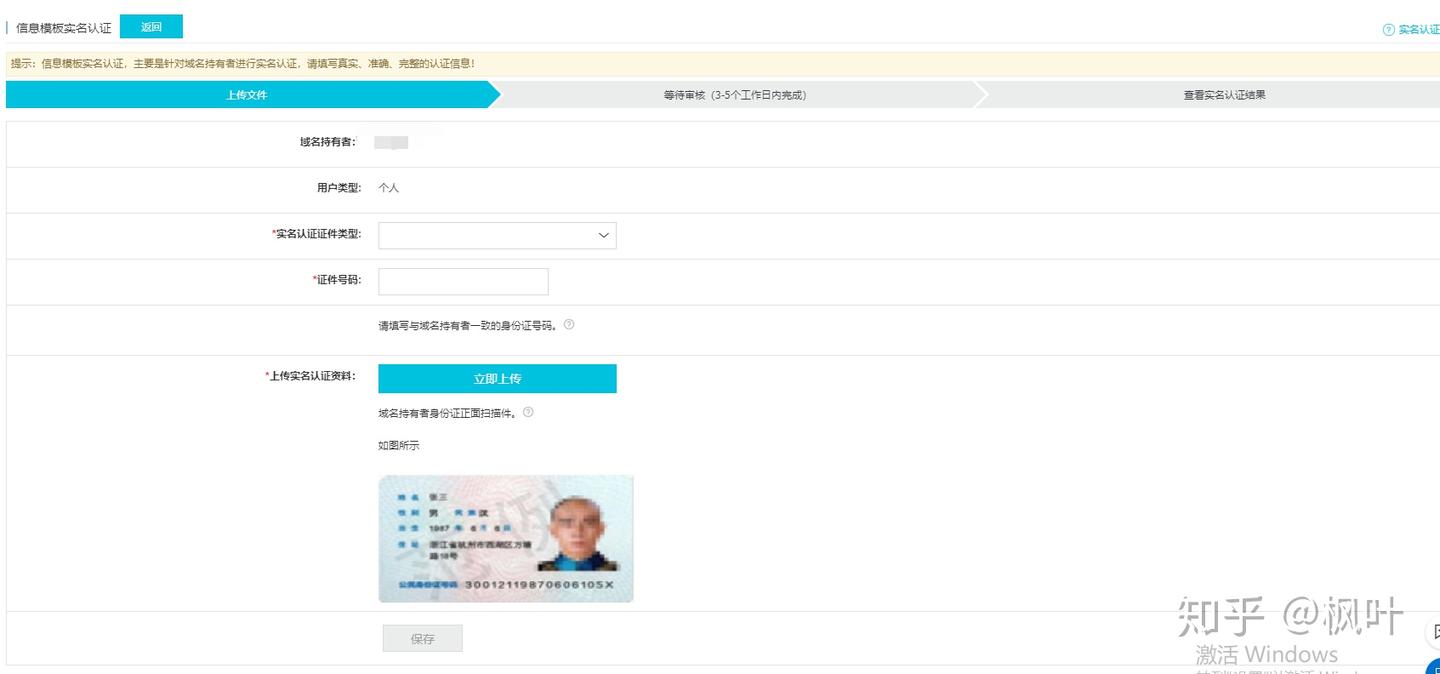 信息模板实名认证 返回
实名认证
提示：信息模板实名认证，主要是针对域名持有者进行实名认证，请填写真实、准确、完整的认证信息！
上传文件 等待审核（3-5个工作日内完成） 查看实名认证结果
域名持有者：
用户类型: 个人
*实名认证证件类型:
*证件号码:
请填写与域名持有者一致的身份证号码。
*上传实名认证资料： 立即上传
域名持有者身份证正面扫描件。
如图所示
姓名 张三
性别 男 民族 汉
出生 1987 年 6 月 6 日
住址 浙江省杭州市西湖区万塘
路18号
公民身份证号码 30012119870606105X
例
保存
知乎 @枫叶
激活 Windows